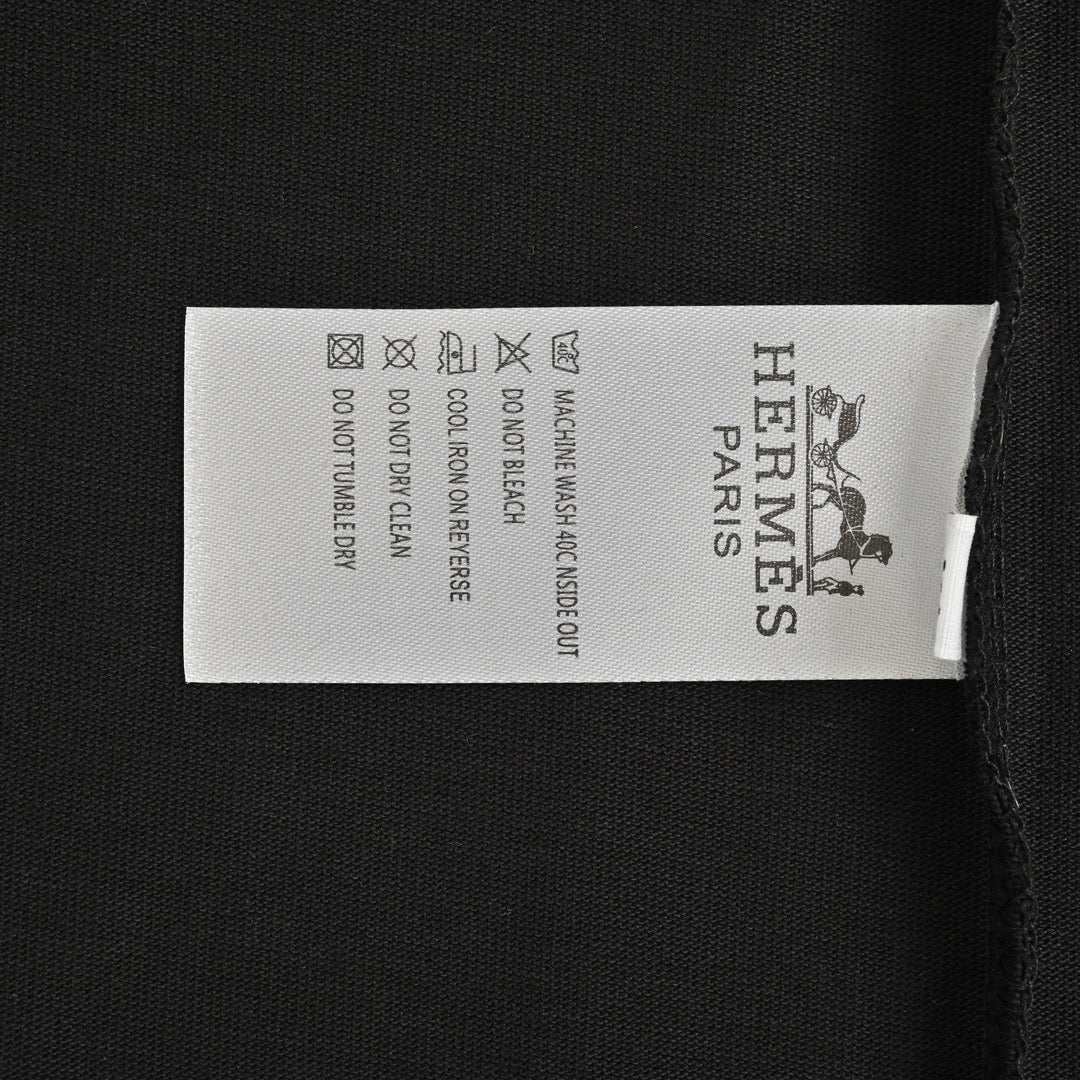 HERMÈS
PARIS
40C MACHINE WASH 40C NSIDE OUT
DO NOT BLEACH
COOL IRON ON REYERSE
DO NOT DRY CLEAN
DO NOT TUMBLE DRY